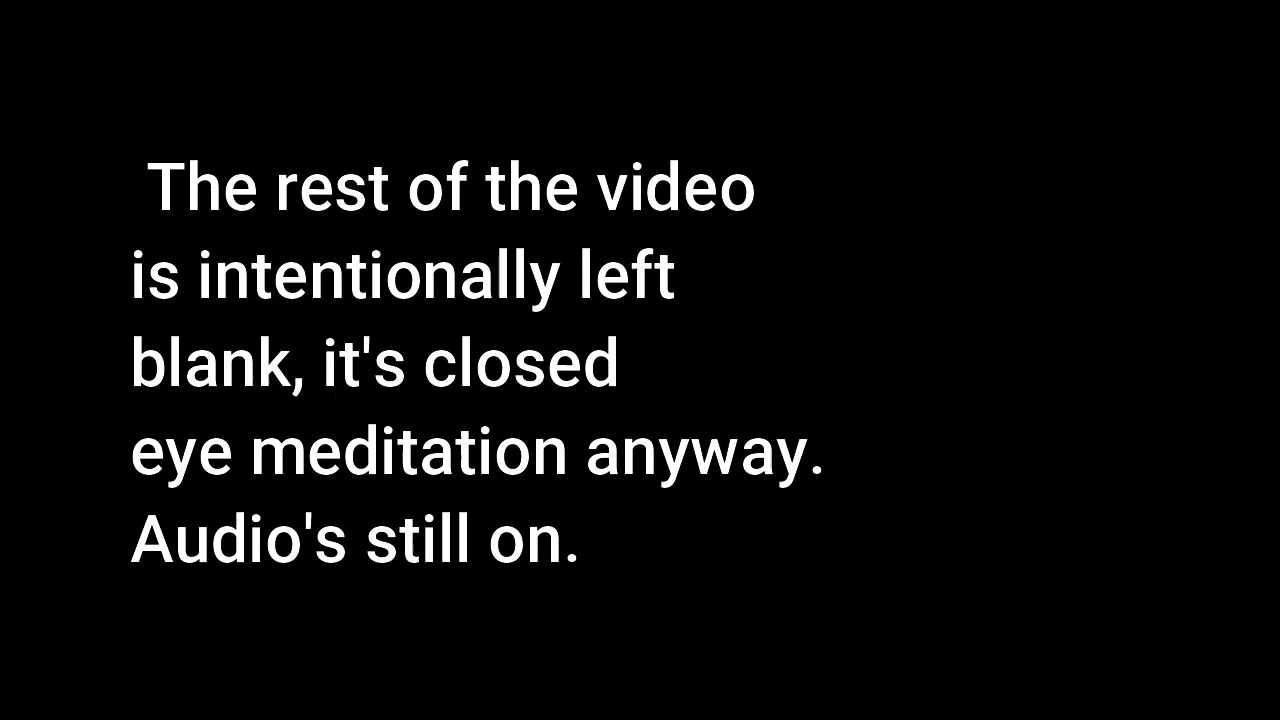 The rest of the video
is intentionally left
blank, it's closed
eye meditation anyway.
Audio's still on.